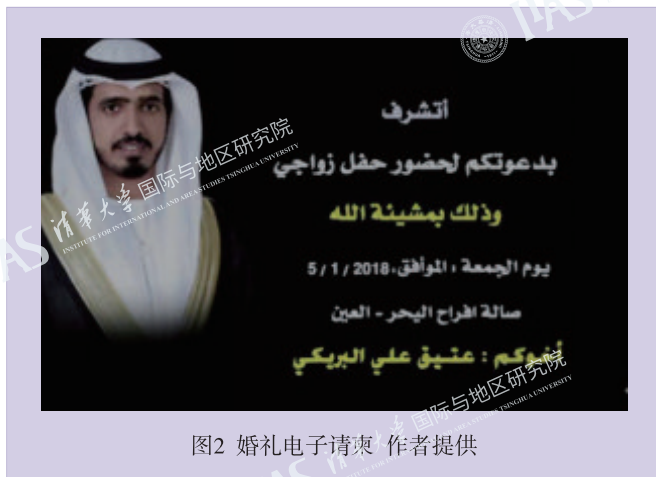 أتشرف
بدعوتكم لحضور حفل زواجي
وذلك بمشيئة الله
يوم الجمعة ، الموافق، 5/1/2018
صالة افراح اليحر - العين
أخوكم : عتيق علي البريكي
清华大学国际与地区研究院
INSTITUTE FOR INTERNATIONAL AND AREA STUDIES TSINGHUA UNIVERSITY
图2 婚礼电子请柬 作者提供